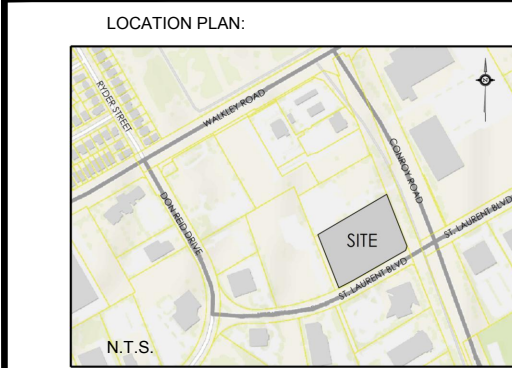 LOCATION PLAN:
RYDER STREET
WALKLEY ROAD
N
CONROY ROAD
DON REID DRIVE
SITE
ST. LAURENT BLVD
ST. LAURENT BLVD
N.T.S.